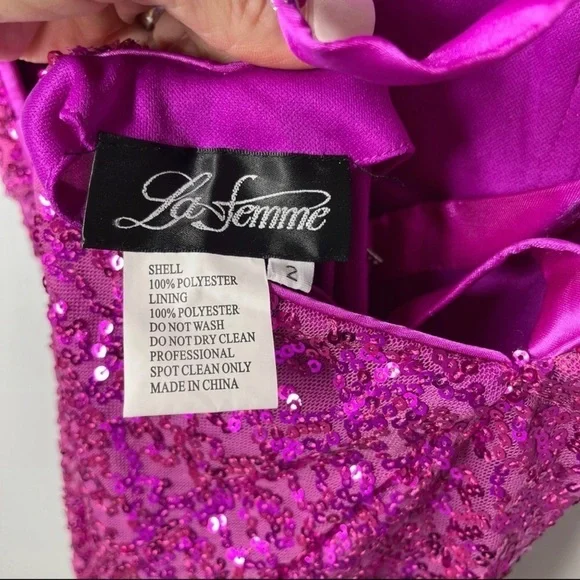 La Femme
2
SHELL
100% POLYESTER
LINING
100% POLYESTER
DO NOT WASH
DO NOT DRY CLEAN
PROFESSIONAL
SPOT CLEAN ONLY
MADE IN CHINA